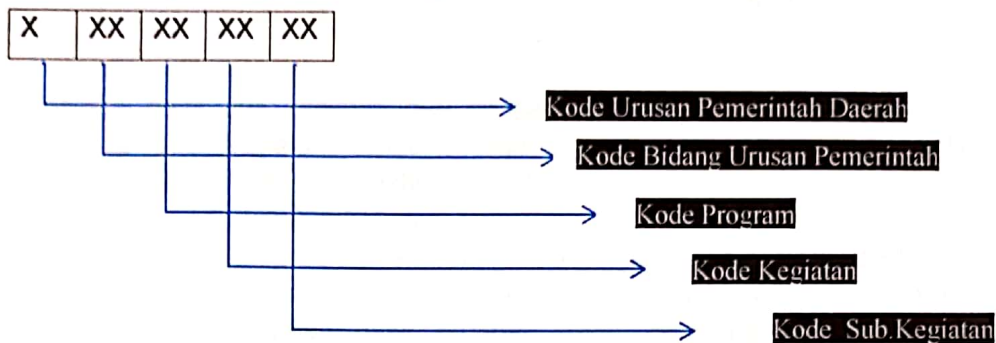 X XX XX XX XX
Kode Urusan Pemerintah Daerah
Kode Bidang Urusan Pemerintah
Kode Program
Kode Kegiatan
Kode Sub.Kegiatan